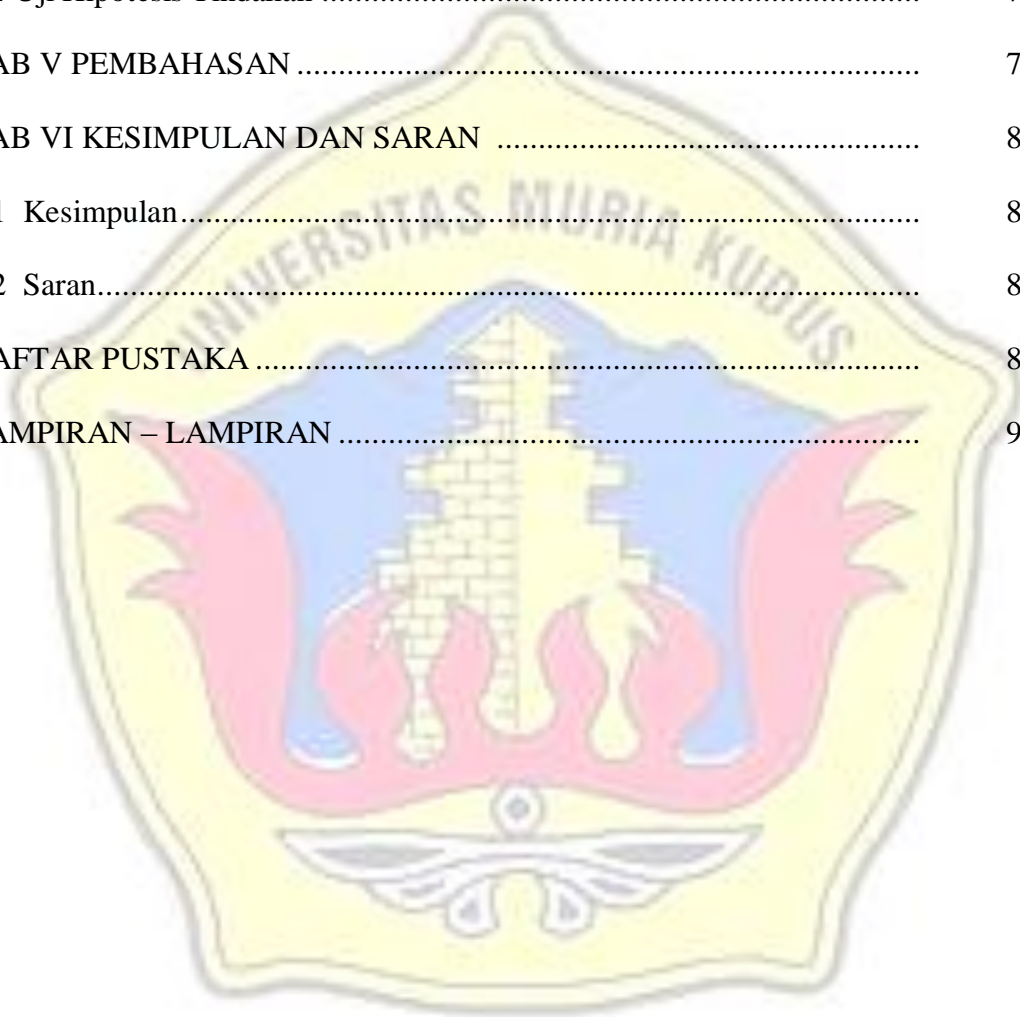 Uji Hipotesis Tindakan ................................................................................
AB V PEMBAHASAN ................................................................................ 7
AB VI KESIMPULAN DAN SARAN ........................................................ 8
1 Kesimpulan ................................................................................ 8
2 Saran ................................................................................ 8
AFTAR PUSTAKA ................................................................................ 8
AMPIRAN – LAMPIRAN ................................................................................ 9
UNIVERSITAS MURIA KUDUS